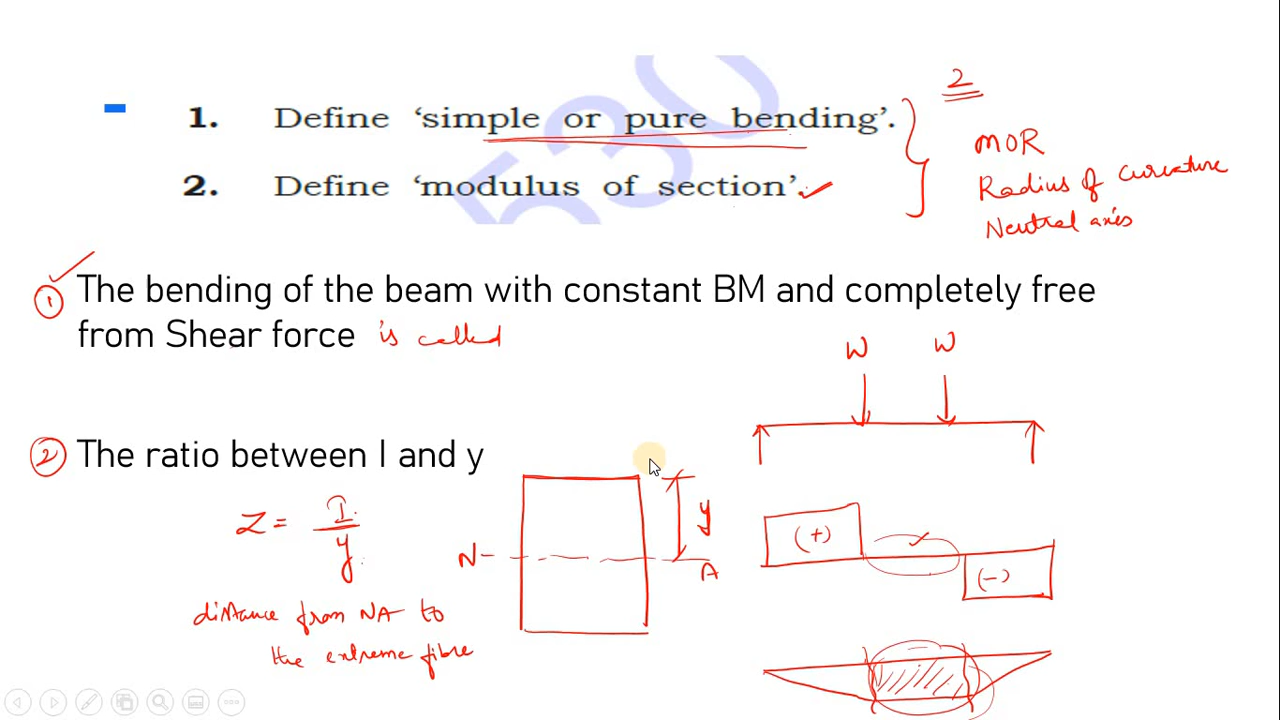 530
2
1. Define ‘simple or pure bending’.
MOR
2. Define ‘modulus of section’.
Radius of curvature
Neutral axis
1 The bending of the beam with constant BM and completely free
from Shear force is called
W W
2 The ratio between I and y
Z = I
y
y
N A
(+)
(-)
distance from NA to
the extreme fibre